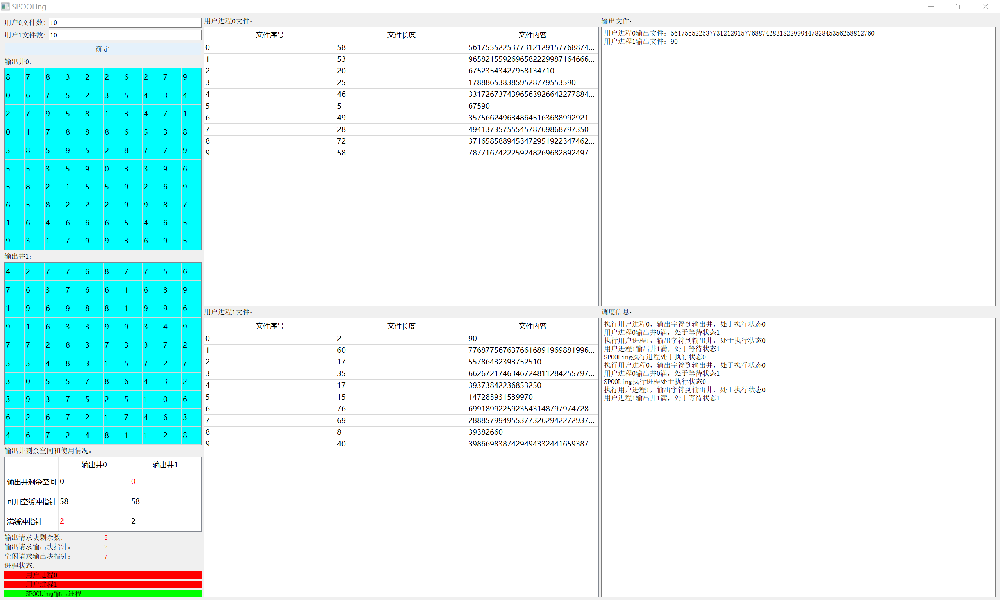 SPOOLing
用户0文件数: 10
用户1文件数: 10
确定
输出井0:
8 7 8 3 2 2 6 2 7 9
0 6 7 5 2 3 5 4 3 4
2 7 9 5 8 1 3 4 7 1
0 1 7 8 8 8 6 5 3 8
3 8 5 9 5 2 8 7 7 9
5 5 3 5 9 0 3 3 9 6
5 8 2 1 5 5 9 2 6 9
6 5 8 2 2 2 9 9 8 7
1 6 4 6 6 6 5 4 6 5
9 3 1 7 9 9 3 6 9 5
输出井1:
4 2 7 7 6 8 7 7 5 6
7 6 3 7 6 6 1 6 8 9
1 9 6 9 8 8 1 9 9 6
9 1 6 3 3 9 9 3 4 9
7 7 2 8 3 7 3 3 7 2
3 3 4 8 3 1 5 7 2 7
3 0 5 5 7 8 6 4 3 2
3 9 3 7 5 2 5 1 0 6
6 2 6 7 2 1 7 4 6 3
4 6 7 2 4 8 1 1 2 8
输出井剩余空间和使用情况:
输出井0 输出井1
输出井剩余空间 0 0
可用空缓冲指针 58 58
满缓冲指针 2 2
输出请求块剩余数: 5
输出请求输出块指针: 2
空闲请求输出块指针: 7
进程状态:
用户进程0
用户进程1
SPOOLing输出进程
用户进程0文件:
文件序号 文件长度 文件内容
0 58 5617555225377312129157768874...
1 53 9658215592696582229987164666...
2 20 67523543427958134710
3 25 1788865383859528779553590
4 46 3317267374396563926642277884...
5 5 67590
6 49 3575662496348645163688992921...
7 28 4941373575554578769868797350
8 72 3716585889453472951922347462...
9 58 7877167422259248269682892497...
用户进程1文件:
文件序号 文件长度 文件内容
0 2 90
1 60 7768775676376616891969881996...
2 17 55786432393752510
3 35 6626721746346724811284255797...
4 17 39373842236853250
5 15 147283931539970
6 76 6991899225923543148797974728...
7 69 2888579949553773262942272937...
8 8 39382660
9 40 3986698387429494332441659387...
输出文件:
用户进程0输出文件: 5617555225377312129157768874283182299944782845356258812760
用户进程1输出文件: 90
调度信息:
执行用户进程0, 输出字符到输出井, 处于执行状态0
用户进程0输出井0满, 处于等待状态1
执行用户进程1, 输出字符到输出井, 处于执行状态0
用户进程1输出井1满, 处于等待状态1
SPOOLing执行进程处于执行状态0
执行用户进程0, 输出字符到输出井, 处于执行状态0
用户进程0输出井0满, 处于等待状态1
SPOOLing执行进程处于执行状态0
执行用户进程1, 输出字符到输出井, 处于执行状态0
用户进程1输出井1满, 处于等待状态1